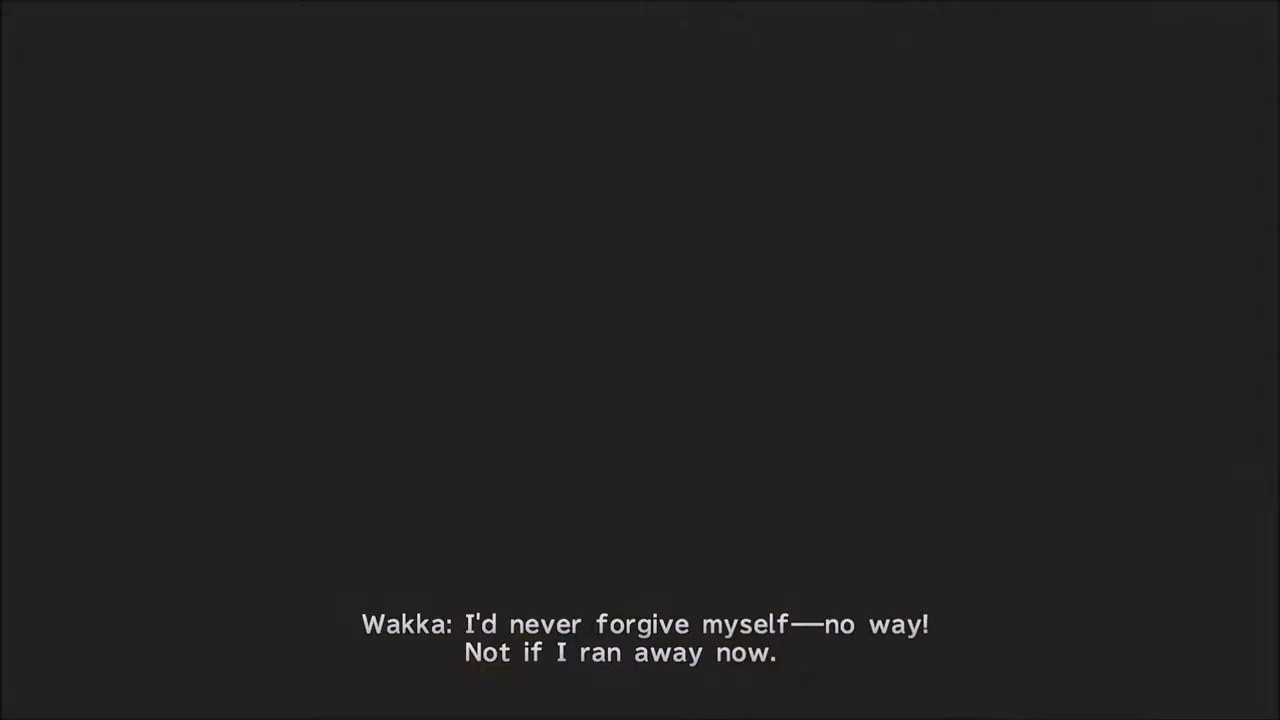 Wakka: I'd never forgive myself——no way!
Not if I ran away now.